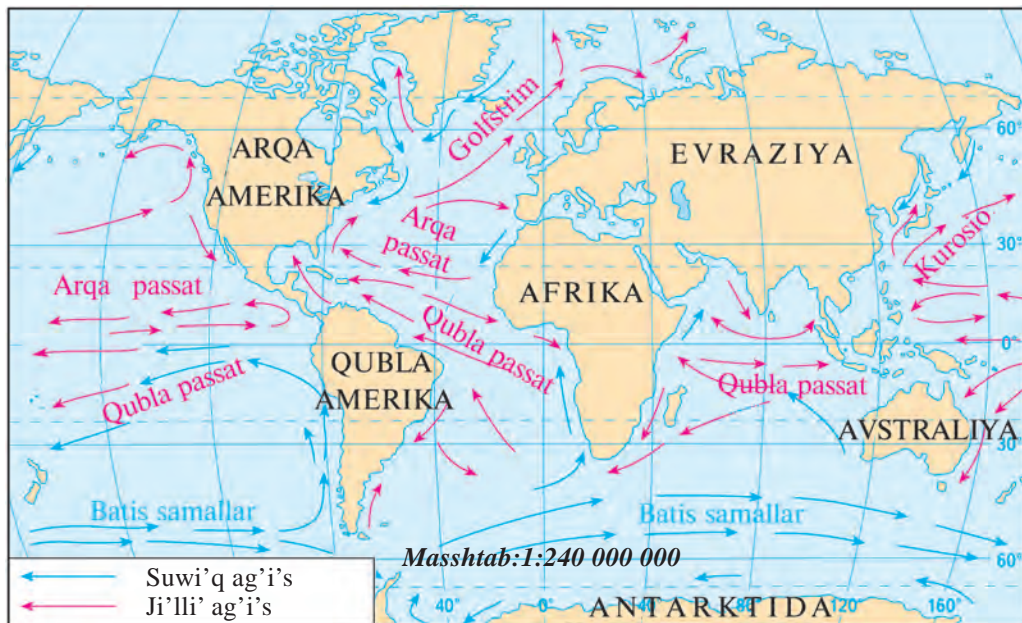 Golfstrim
60°
ARQA
AMERIKA
EVRAZIYA
Arqa
passat
30°
Kurosio
Arqa passat
AFRIKA
Qubla passat
0°
QUBLA
AMERIKA
Qubla passat
Qubla passat
AVSTRALIYA
30°
Batis samallar
Batis samallar
Masshtab:1:240 000 000
60°
Suwi'q ag'i's
Ji'lli' ag'i's
40° 0° 40° 80° 120° 160°
ANTARKTIDA